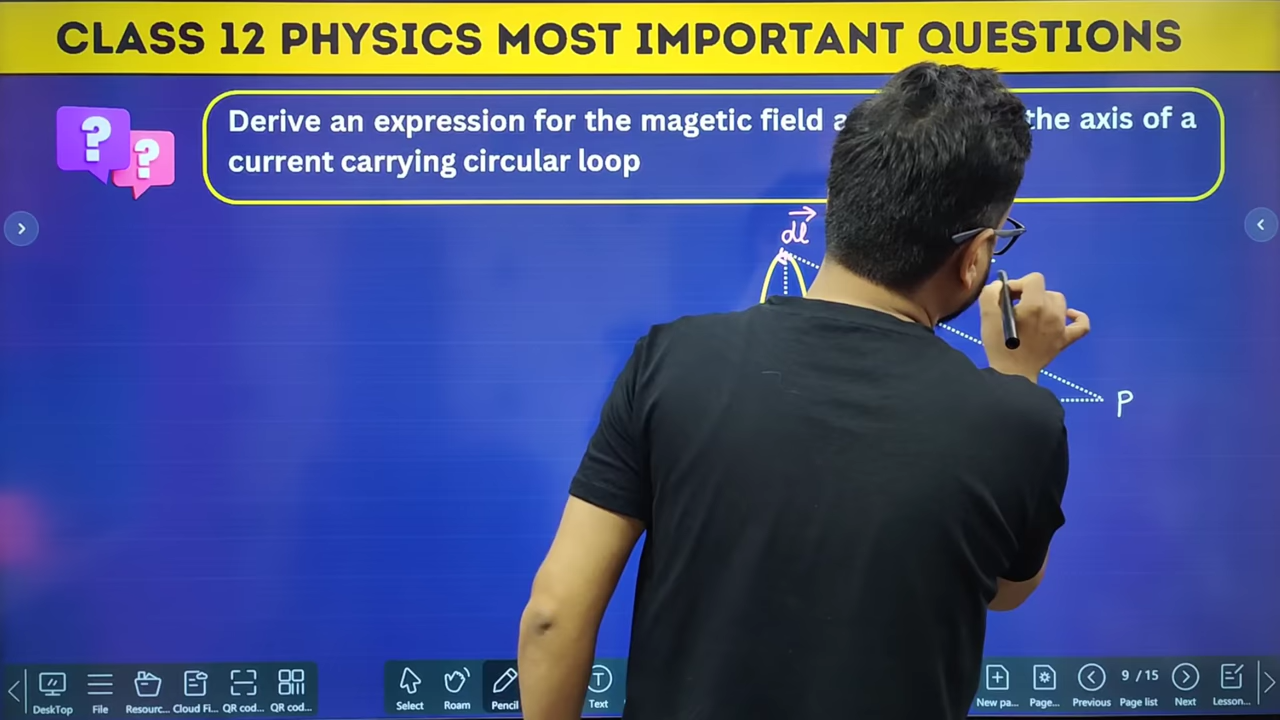 CLASS 12 PHYSICS MOST IMPORTANT QUESTIONS
? Derive an expression for the magetic field the axis of a
? current carrying circular loop
dl
P
DeskTop File Resourc... Cloud Fi... QR cod... QR cod... Select Roam Pencil Text New pa... Page... Previous 9 / 15 Page list Next Lesson...